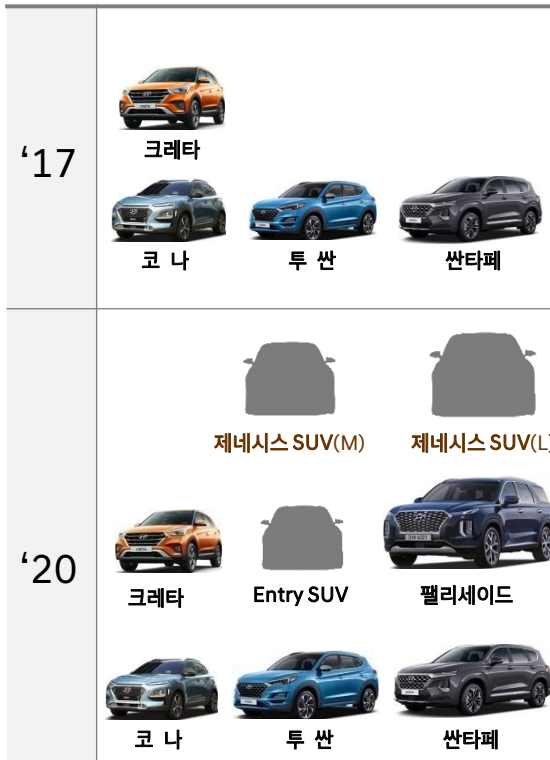 ‘17
크레타
코 나 투 싼 싼타페
‘20
제네시스 SUV(M) 제네시스 SUV(L)
크레타 Entry SUV 팰리세이드
코 나 투 싼 싼타페